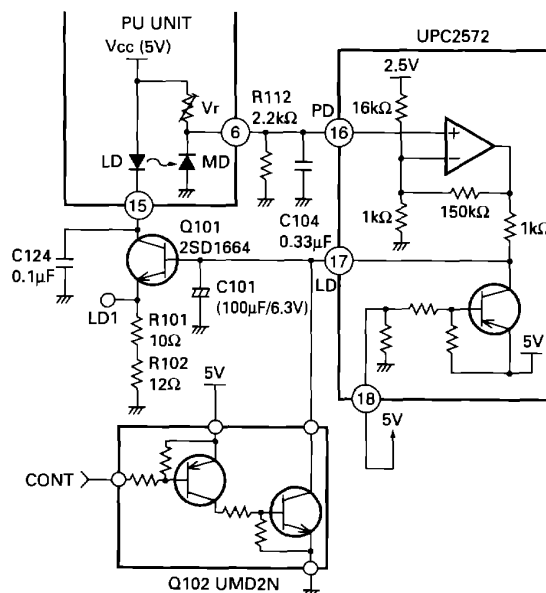 PU UNIT
Vcc (5V)
Vr
LD
MD
6
15
R112
2.2kΩ
C104
0.33μF
UPC2572
2.5V
16kΩ
PD
16
+
−
150kΩ
1kΩ
1kΩ
17
LD
5V
18
5V
Q101
2SD1664
C124
0.1μF
C101
(100μF/6.3V)
LD1
R101
10Ω
R102
12Ω
5V
CONT
Q102 UMD2N